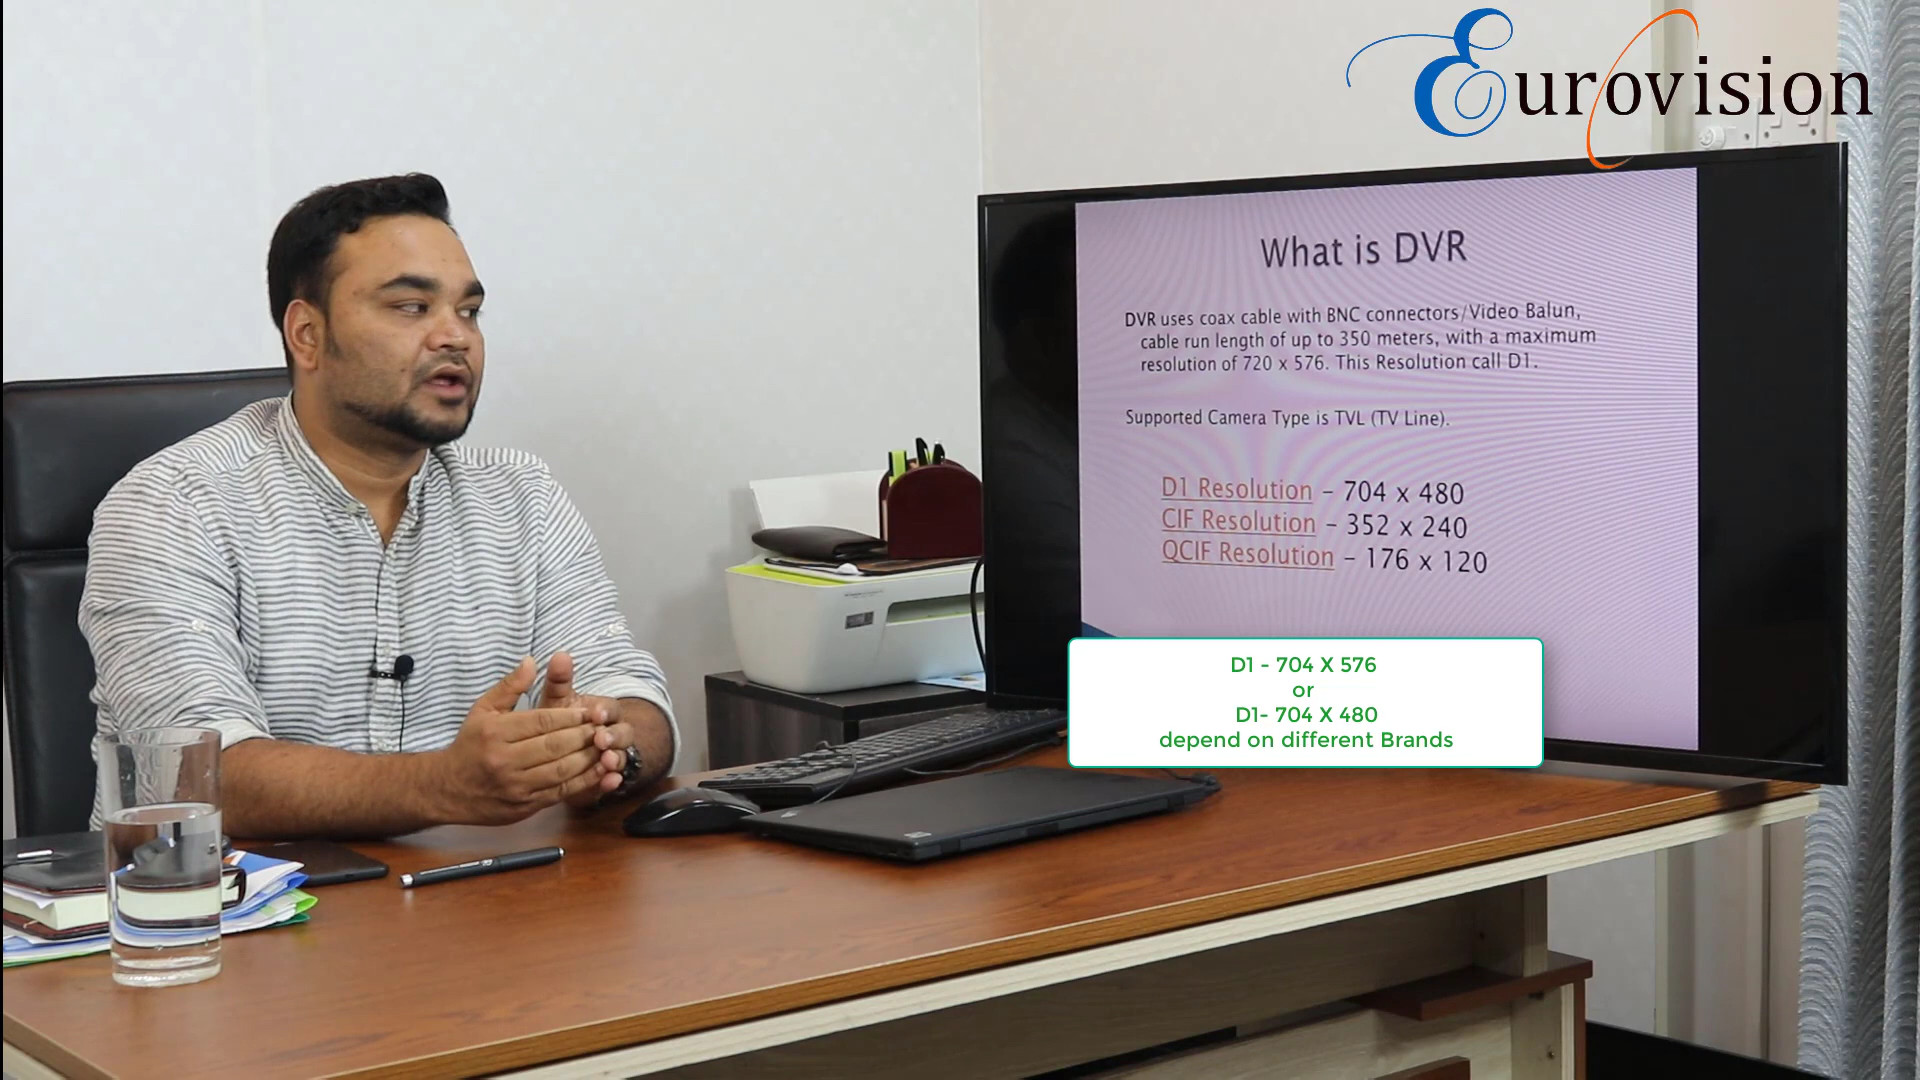 Eurovision
What is DVR
DVR uses coax cable with BNC connectors/Video Balun,
cable run length of up to 350 meters, with a maximum
resolution of 720 x 576. This Resolution call D1.
Supported Camera Type is TVL (TV Line).
D1 Resolution – 704 x 480
CIF Resolution – 352 x 240
QCIF Resolution – 176 x 120
D1 - 704 X 576
or
D1- 704 X 480
depend on different Brands